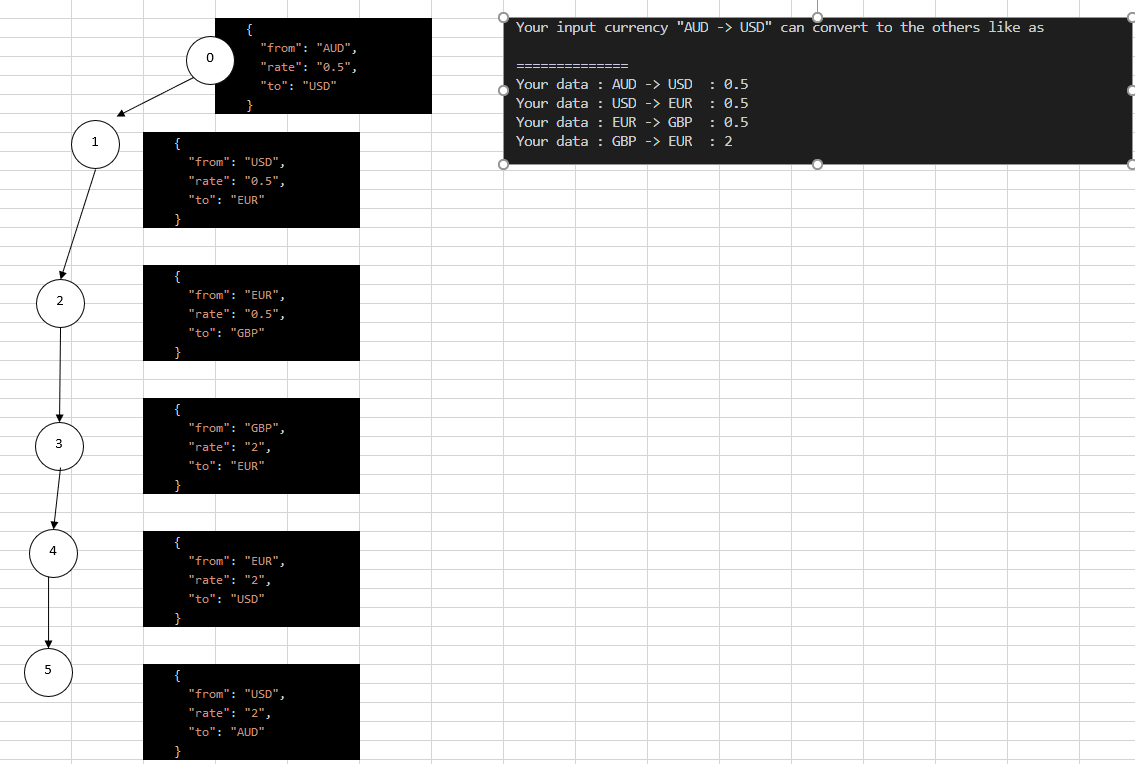 0
{
"from": "AUD",
"rate": "0.5",
"to": "USD"
}
1
{
"from": "USD",
"rate": "0.5",
"to": "EUR"
}
2
{
"from": "EUR",
"rate": "0.5",
"to": "GBP"
}
3
{
"from": "GBP",
"rate": "2",
"to": "EUR"
}
4
{
"from": "EUR",
"rate": "2",
"to": "USD"
}
5
{
"from": "USD",
"rate": "2",
"to": "AUD"
}
Your input currency "AUD -> USD" can convert to the others like as
==============
Your data : AUD -> USD  : 0.5
Your data : USD -> EUR  : 0.5
Your data : EUR -> GBP  : 0.5
Your data : GBP -> EUR  : 2